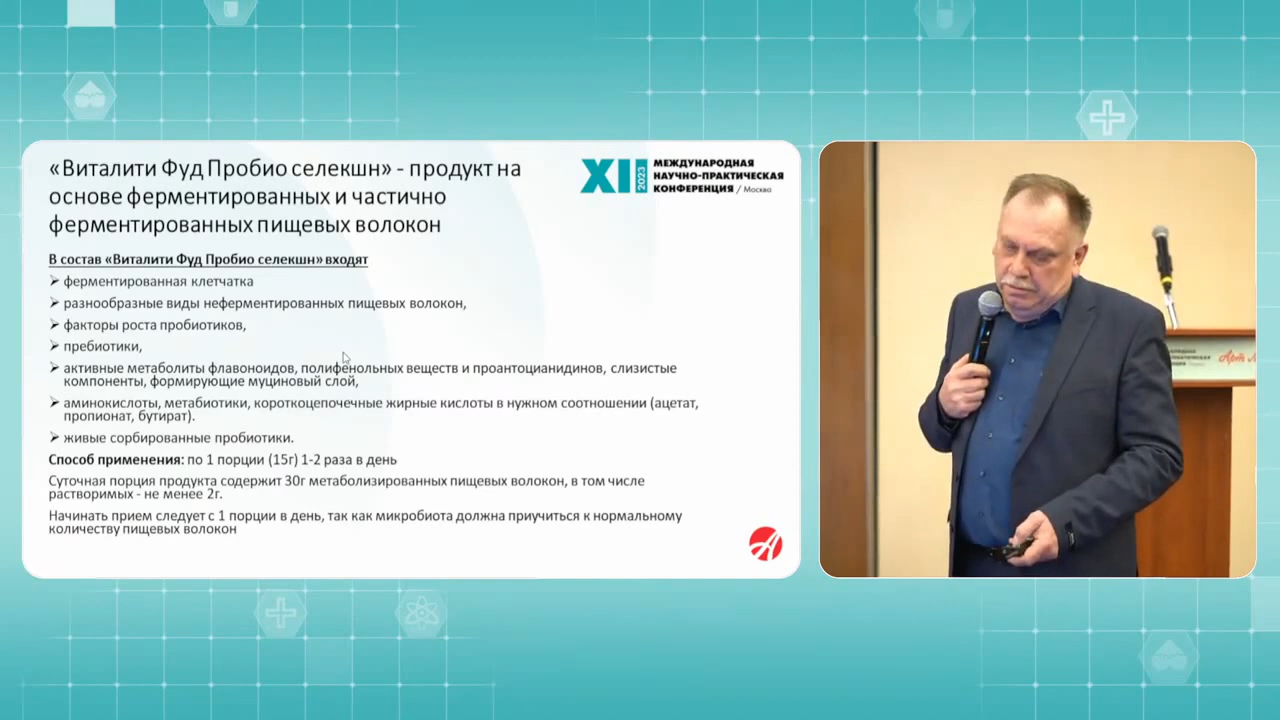 «Виталити Фуд Пробио селекшн» - продукт на
основе ферментированных и частично
ферментированных пищевых волокон
XII 2023
МЕЖДУНАРОДНАЯ
НАУЧНО-ПРАКТИЧЕСКАЯ
КОНФЕРЕНЦИЯ / Москва
В состав «Виталити Фуд Пробио селекшн» входят
ферментированная клетчатка
разнообразные виды неферментированных пищевых волокон,
факторы роста пробиотиков,
пребиотики,
активные метаболиты флавоноидов, полифенольных веществ и проантоцианидинов, слизистые
компоненты, формирующие муциновый слой,
аминокислоты, метабиотики, короткоцепочечные жирные кислоты в нужном соотношении (ацетат,
пропионат, бутират).
живые сорбированные пробиотики.
Способ применения: по 1 порции (15г) 1-2 раза в день
Суточная порция продукта содержит 30г метаболизированных пищевых волокон, в том числе
растворимых - не менее 2г.
Начинать прием следует с 1 порции в день, так как микробиота должна приучиться к нормальному
количеству пищевых волокон
Арт